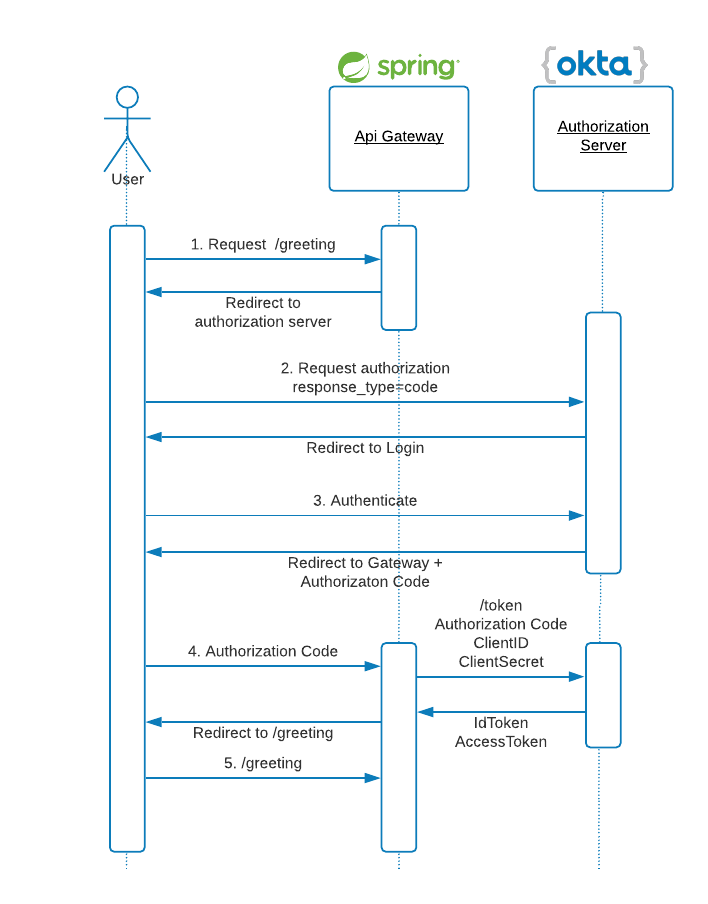 spring
{okta}
Api Gateway
Authorization
Server
User
1. Request /greeting
Redirect to
authorization server
2. Request authorization
response_type=code
Redirect to Login
3. Authenticate
Redirect to Gateway +
Authorizaton Code
/token
Authorization Code
ClientID
ClientSecret
4. Authorization Code
IdToken
AccessToken
Redirect to /greeting
5. /greeting